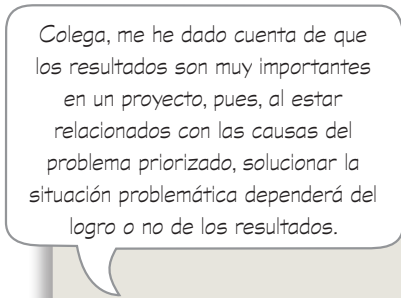 Colega, me he dado cuenta de que
los resultados son muy importantes
en un proyecto, pues, al estar
relacionados con las causas del
problema priorizado, solucionar la
situación problemática dependerá del
logro o no de los resultados.